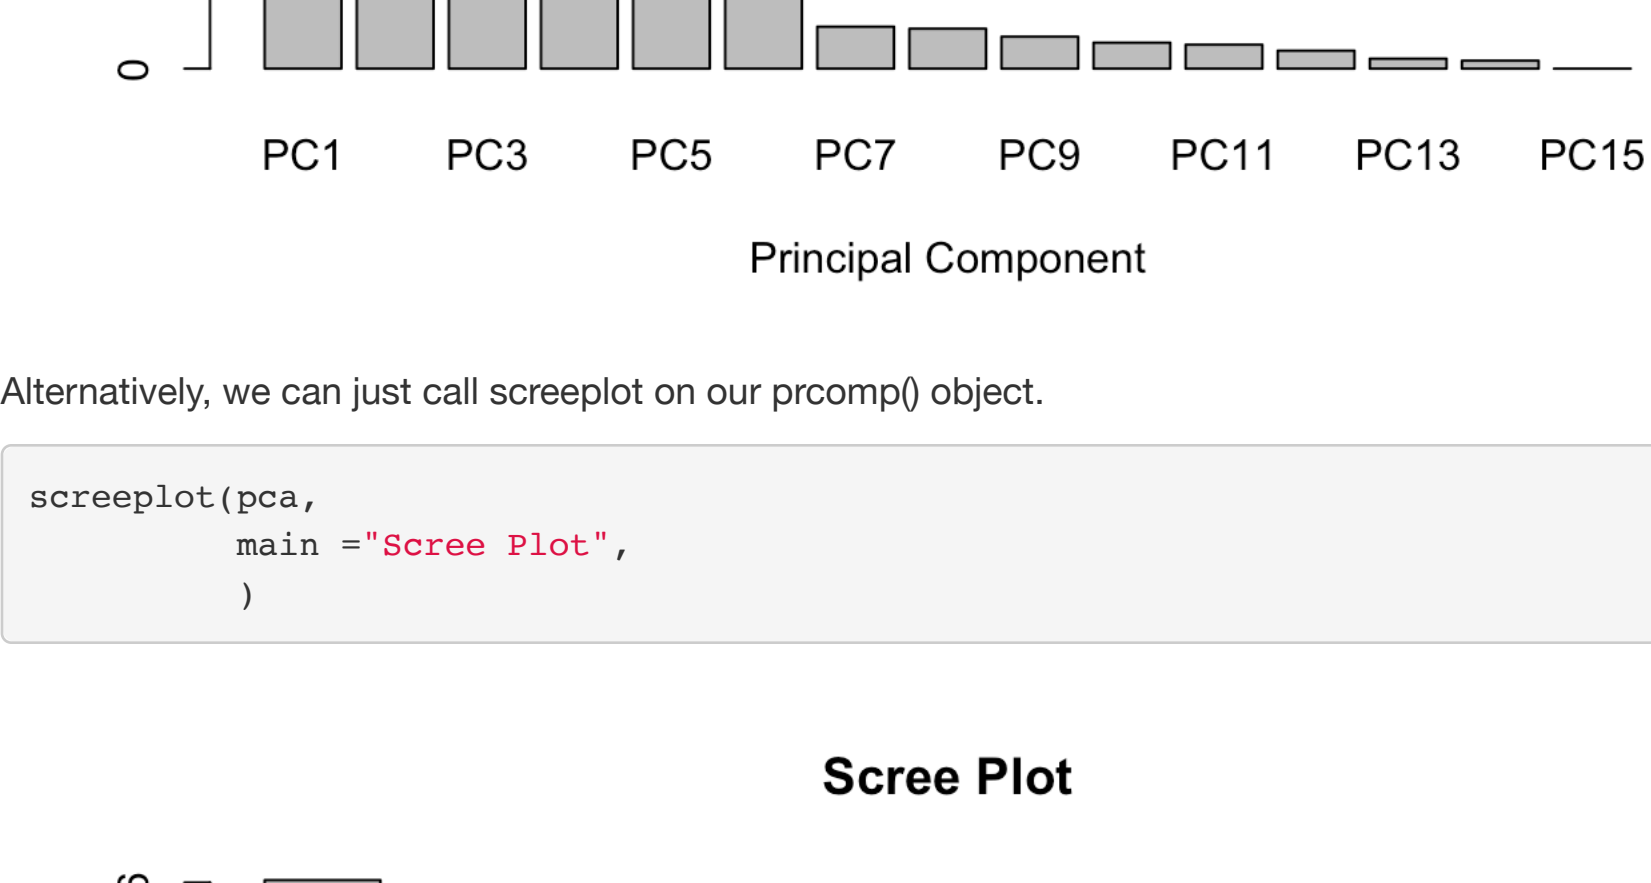 0
PC1 PC3 PC5 PC7 PC9 PC11 PC13 PC15
Principal Component
Alternatively, we can just call screeplot on our prcomp() object.
screeplot(pca,
main ="Scree Plot",
)
Scree Plot